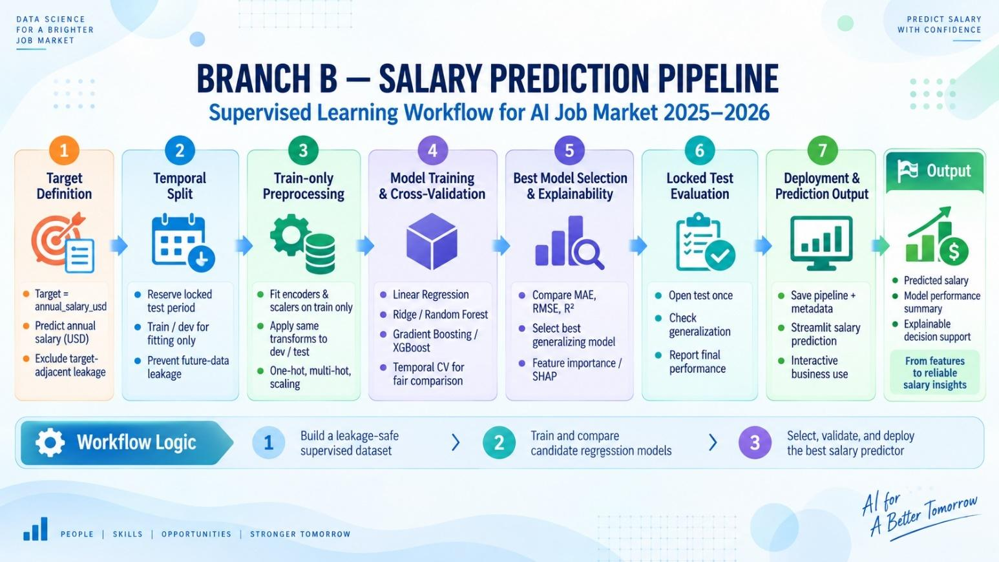 DATA SCIENCE
FOR A BRIGHTER
JOB MARKET
PREDICT SALARY
WITH CONFIDENCE
BRANCH B — SALARY PREDICTION PIPELINE
Supervised Learning Workflow for AI Job Market 2025–2026
1
Target
Definition
Target =
annual_salary_usd
Predict annual
salary (USD)
Exclude target-
adjacent leakage
2
Temporal
Split
Reserve locked
test period
Train / dev for
fitting only
Prevent future-data
leakage
3
Train-only
Preprocessing
Fit encoders &
scalers on train only
Apply same
transforms to
dev / test
One-hot, multi-hot,
scaling
4
Model Training
& Cross-Validation
Linear Regression
Ridge / Random Forest
Gradient Boosting /
XGBoost
Temporal CV for
fair comparison
5
Best Model Selection
& Explainability
Compare MAE,
RMSE, R²
Select best
generalizing model
Feature importance /
SHAP
6
Locked Test
Evaluation
Open test once
Check
generalization
Report final
performance
7
Deployment &
Prediction Output
Save pipeline +
metadata
Streamlit salary
prediction
Interactive
business use
Output
$
Predicted salary
Model performance
summary
Explainable
decision support
From features
to reliable
salary insights
Workflow Logic
1
Build a leakage-safe
supervised dataset
2
Train and compare
candidate regresssion models
3
Select, validate, and deploy
the best salary predictor
PEOPLE | SKILLS | OPPORTUNITIES | STRONGER TOMORROW
AI for
A Better Tomorrow